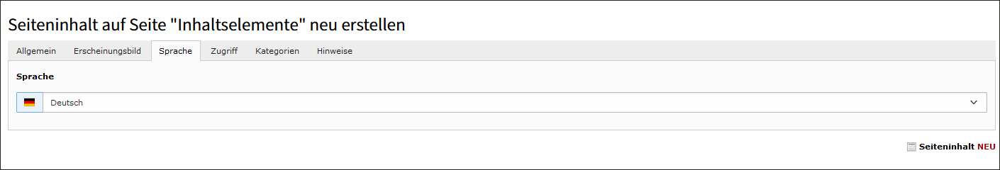 Seiteninhalt auf Seite "Inhaltselemente" neu erstellen
Allgemein Erscheinungsbild Sprache Zugriff Kategorien Hinweise
Sprache
Deutsch
Seiteninhalt NEU